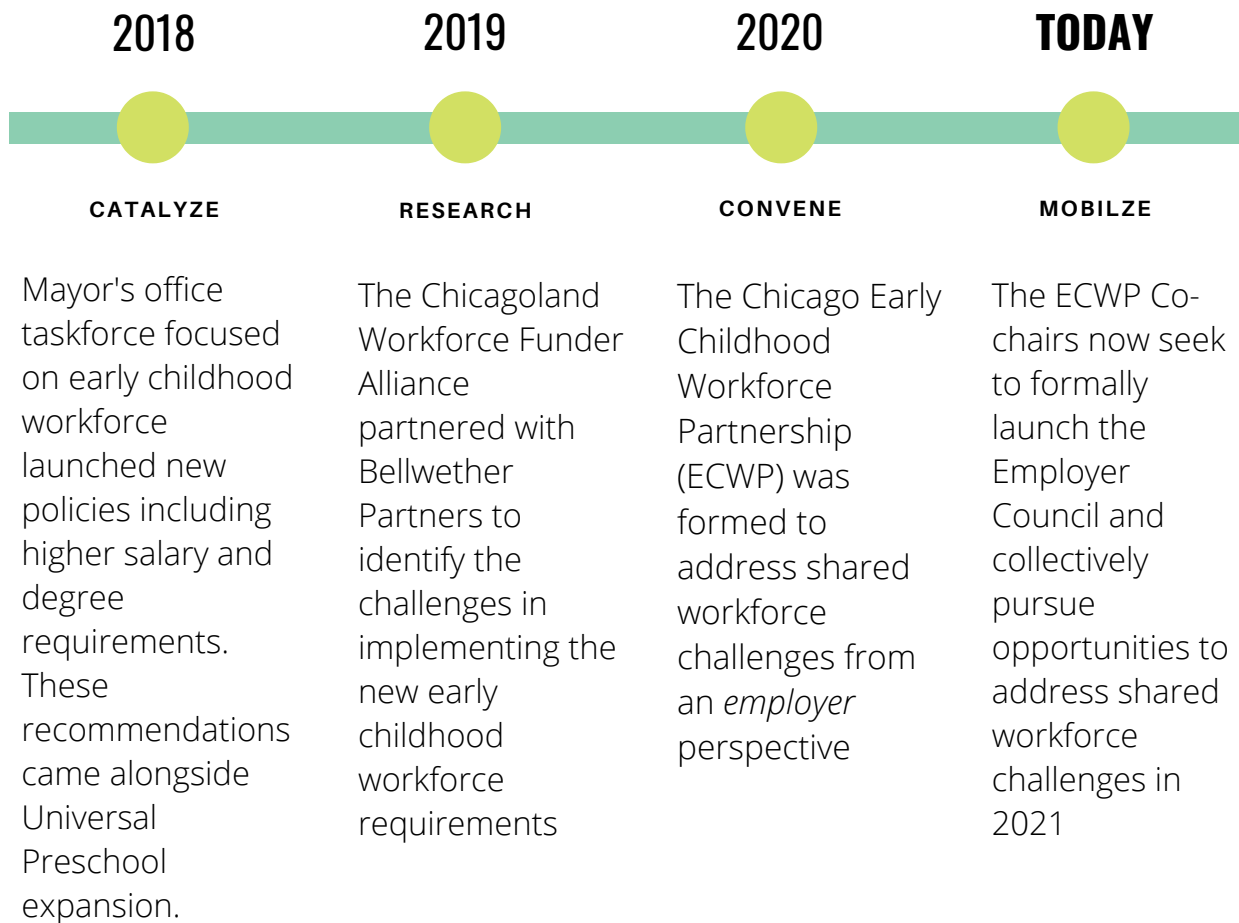 2018
2019
2020
TODAY
CATALYZE
RESEARCH
CONVENE
MOBILZE
Mayor's office
taskforce focused
on early childhood
workforce
launched new
policies including
higher salary and
degree
requirements.
These
recommendations
came alongside
Universal
Preschool
expansion.
The Chicagoland
Workforce Funder
Alliance
partnered with
Bellwether
Partners to
identify the
challenges in
implementing the
new early
childhood
workforce
requirements
The Chicago Early
Childhood
Workforce
Partnership
(ECWP) was
formed to
address shared
workforce
challenges from
an employer
perspective
The ECWP Co-
chairs now seek
to formally
launch the
Employer
Council and
collectively
pursue
opportunities to
address shared
workforce
challenges in
2021